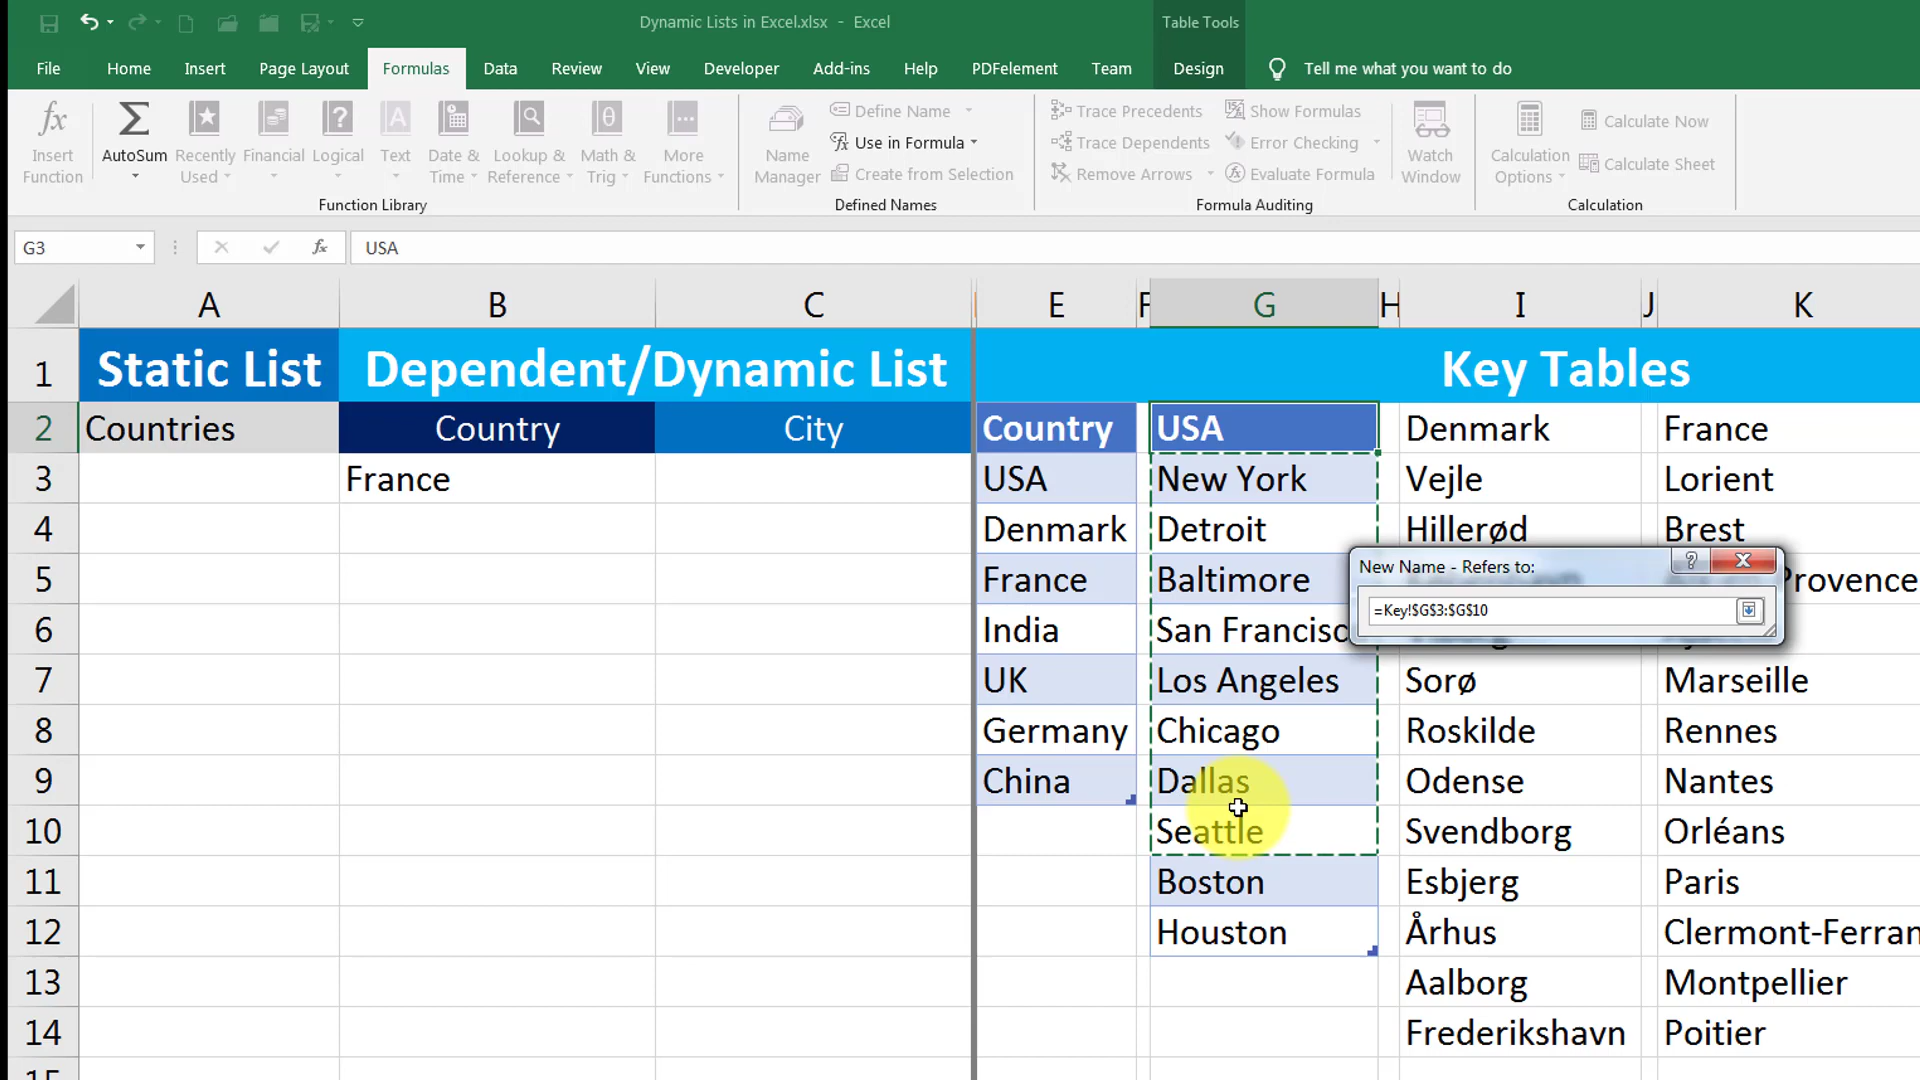 Dynamic Lists in Excel.xlsx - Excel
Table Tools
File Home Insert Page Layout Formulas Data Review View Developer Add-ins Help PDFelement Team Design Tell me what you want to do
Insert Function
AutoSum
Recently Used
Financial
Logical
Text
Date & Time
Lookup & Reference
Math & Trig
More Functions
Function Library
Name Manager
Define Name
Use in Formula
Create from Selection
Defined Names
Trace Precedents
Trace Dependents
Remove Arrows
Show Formulas
Error Checking
Evaluate Formula
Formula Auditing
Watch Window
Calculation Options
Calculate Now
Calculate Sheet
Calculation
G3 fx USA
A B C E F G H I J K
1 Static List Dependent/Dynamic List Key Tables
2 Countries Country City Country USA Denmark France
3 France USA New York Vejle Lorient
4 Denmark Detroit Hillerød Brest
5 France Baltimore Provence
6 India San Francisc
7 UK Los Angeles Sorø Marseille
8 Germany Chicago Roskilde Rennes
9 China Dallas Odense Nantes
10 Seattle Svendborg Orléans
11 Boston Esbjerg Paris
12 Houston Århus Clermont-Ferran
13 Aalborg Montpellier
14 Frederikshavn Poitier
15
New Name - Refers to:
=Key!$G$3:$G$10